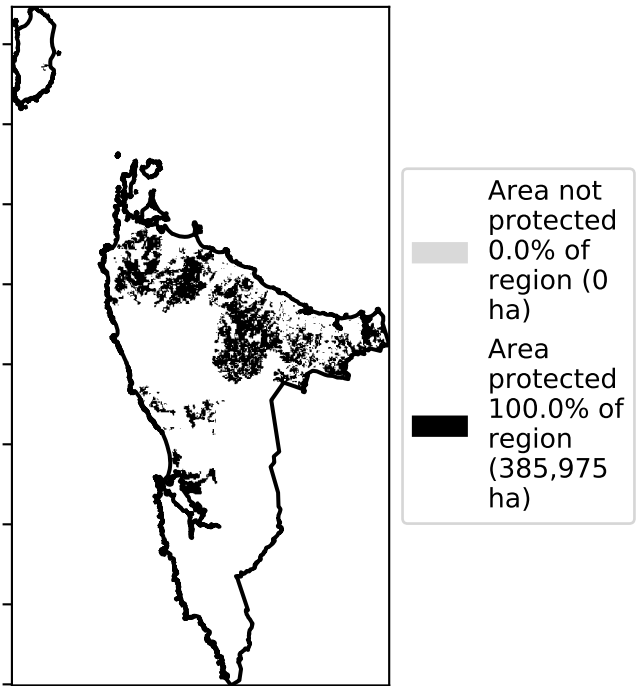 Area not
protected
0.0% of
region (0
ha)
Area
protected
100.0% of
region
(385,975
ha)